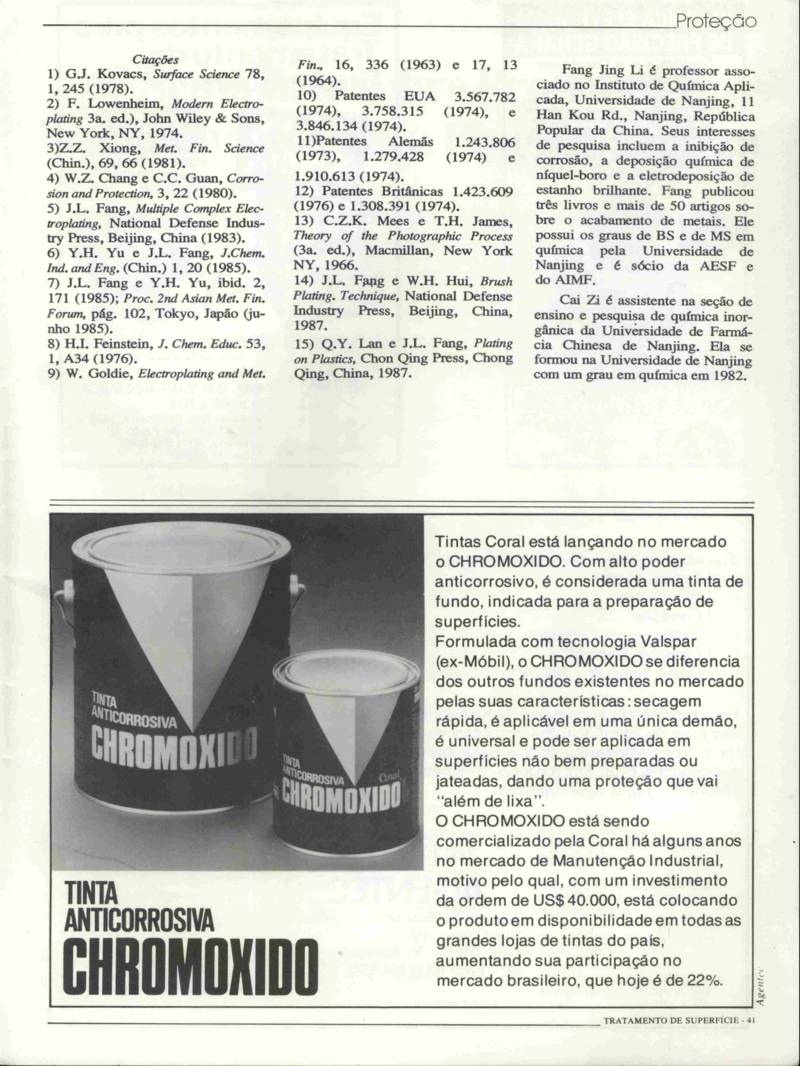 Proteção
Citações
1) G.J. Kovacs, Surface Science 78,
1, 245 (1978).
2) F. Lowenheim, Modern Electro-
plating 3a. ed.), John Wiley & Sons,
New York, NY, 1974.
3)Z.Z. Xiong, Met. Fin. Science
(Chin.), 69, 66 (1981).
4) W.Z. Chang e C.C. Guan, Corro-
sion and Protection, 3, 22 (1980).
5) J.L. Fang, Multiple Complex Elec-
troplating, National Defense Indus-
try Press, Beijing, China (1983).
6) Y.H. Yu e J.L. Fang, J.Chem.
Ind. and Eng. (Chin.) 1, 20 (1985).
7) J.L. Fang e Y.H. Yu, ibid. 2,
171 (1985); Proc. 2nd Asian Met. Fin.
Forum, pág. 102, Tokyo, Japão (ju-
nho 1985).
8) H.I. Feinstein, J. Chem. Educ. 53,
1, A34 (1976).
9) W. Goldie, Electroplating and Met.
Fin., 16, 336 (1963) e 17, 13
(1964).
10) Patentes EUA 3.567.782
(1974), 3.758.315 (1974), e
3.846.134 (1974).
11)Patentes Alemãs 1.243.806
(1973), 1.279.428 (1974) e
1.910.613 (1974).
12) Patentes Britânicas 1.423.609
(1976) e 1.308.391 (1974).
13) C.Z.K. Mees e T.H. James,
Theory of the Photographic Process
(3a. ed.), Macmillan, New York
NY, 1966.
14) J.L. Fang e W.H. Hui, Brush
Plating. Technique, National Defense
Industry Press, Beijing, China,
1987.
15) Q.Y. Lan e J.L. Fang, Plating
on Plastics, Chon Qing Press, Chong
Qing, China, 1987.
Fang Jing Li é professor asso-
ciado no Instituto de Química Apli-
cada, Universidade de Nanjing, 11
Han Kou Rd., Nanjing, República
Popular da China. Seus interesses
de pesquisa incluem a inibição de
corrosão, a deposição química de
níquel-boro e a eletrodeposição de
estanho brilhante. Fang publicou
três livros e mais de 50 artigos so-
bre o acabamento de metais. Ele
possui os graus de BS e de MS em
química pela Universidade de
Nanjing e é sócio da AESF e
do AIMF.
Cai Zi é assistente na seção de
ensino e pesquisa de química inor-
gânica da Universidade de Farmá-
cia Chinesa de Nanjing. Ela se
formou na Universidade de Nanjing
com um grau em química em 1982.
TINTA
ANTICORROSIVA
CHROMOXIDO
TINTA
ANTICORROSIVA
Coral
CHROMOXIDO
TINTA
ANTICORROSIVA
CHROMOXIDO
Tintas Coral está lançando no mercado
o CHROMOXIDO. Com alto poder
anticorrosivo, é considerada uma tinta de
fundo, indicada para a preparação de
superfícies.
Formulada com tecnologia Valspar
(ex-Móbil), o CHROMOXIDO se diferencia
dos outros fundos existentes no mercado
pelas suas características: secagem
rápida, é aplicável em uma única demão,
é universal e pode ser aplicada em
superfícies não bem preparadas ou
jateadas, dando uma proteção que vai
"além de lixa".
O CHROMOXIDO está sendo
comercializado pela Coral há alguns anos
no mercado de Manutenção Industrial,
motivo pelo qual, com um investimento
da ordem de US$ 40.000, está colocando
o produto em disponibilidade em todas as
grandes lojas de tintas do país,
aumentando sua participação no
mercado brasileiro, que hoje é de 22%.
Agentec
TRATAMENTO DE SUPERFÍCIE - 41